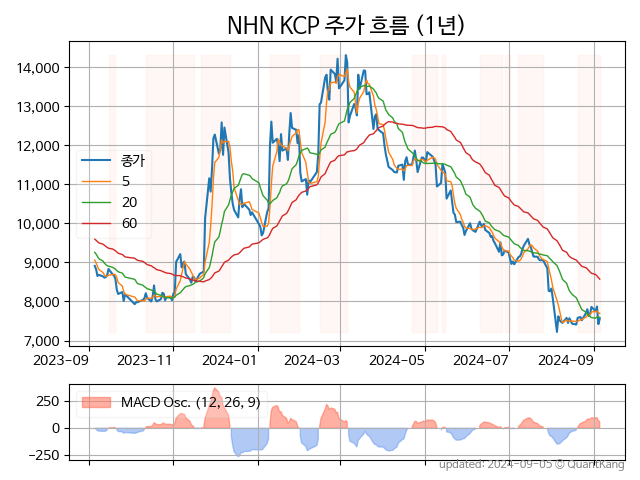 NHN KCP 주가 흐름 (1년)
14,000
13,000
12,000
11,000
10,000
9,000
8,000
7,000
종가
5
20
60
2023-09 2023-11 2024-01 2024-03 2024-05 2024-07 2024-09
250
0
−250
MACD Osc. (12, 26, 9)
updated: 2024-09-05 © QuantKang